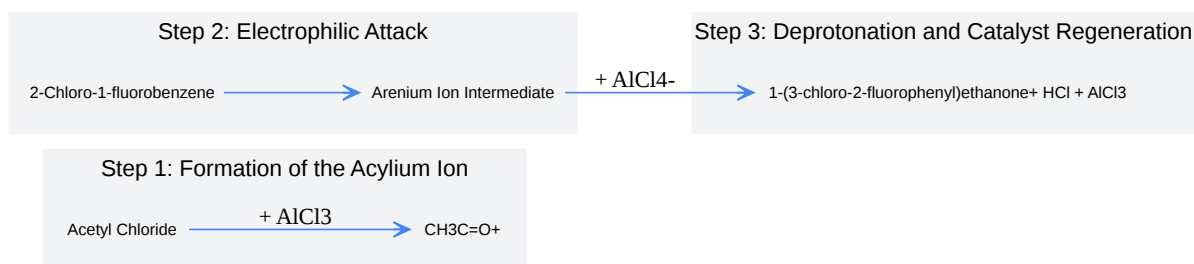 Step 2: Electrophilic Attack
2-Chloro-1-fluorobenzene
Arenium Ion Intermediate
+ AlCl4-
Step 3: Deprotonation and Catalyst Regeneration
1-(3-chloro-2-fluorophenyl)ethanone+ HCl + AlCl3
Step 1: Formation of the Acylium Ion
Acetyl Chloride
+ AlCl3
CH3C=O+